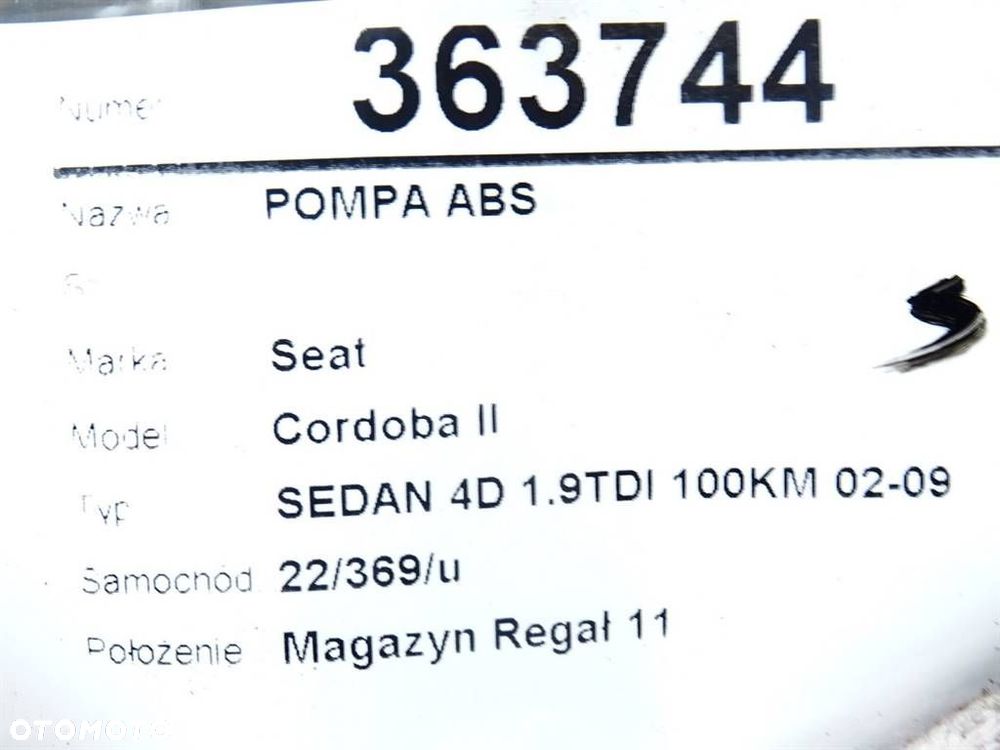 Numer 363744
Nazwa POMPA ABS
Marka Seat
Model Cordoba II
Typ SEDAN 4D 1.9TDI 100KM 02-09
Samochód 22/369/u
Położenie Magazyn Regał 11
OTOMOTO